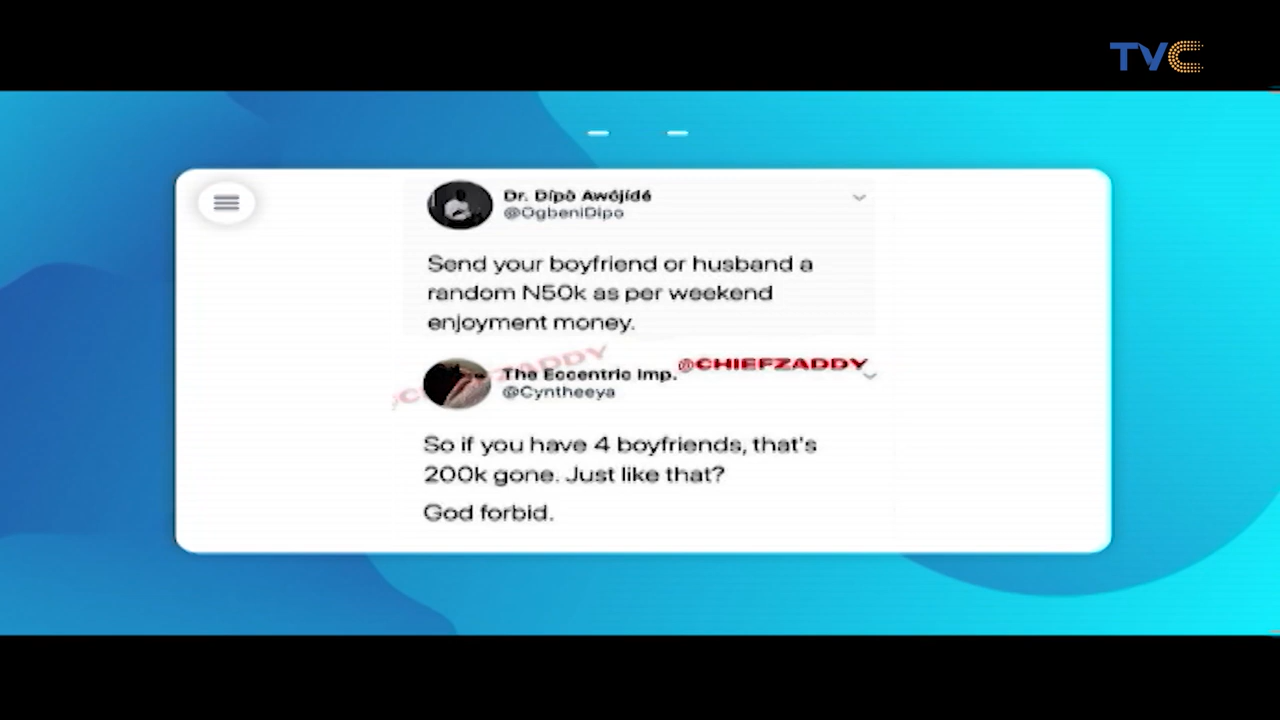 TVC
Dr. Dípò Awójídé
@OgbeniDipo
Send your boyfriend or husband a
random N50k as per weekend
enjoyment money.
@CHIEFZADDY
The Eccentric Imp.
@Cyntheeya
So if you have 4 boyfriends, that's
200k gone. Just like that?
God forbid.